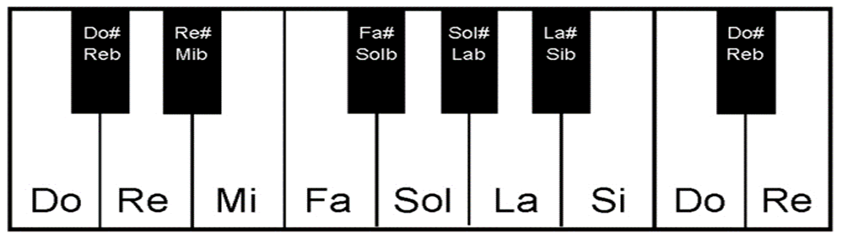 Do# Re# Fa# Sol# La# Do#
Reb Mib Solb Lab Sib Reb
Do Re Mi Fa Sol La Si Do Re